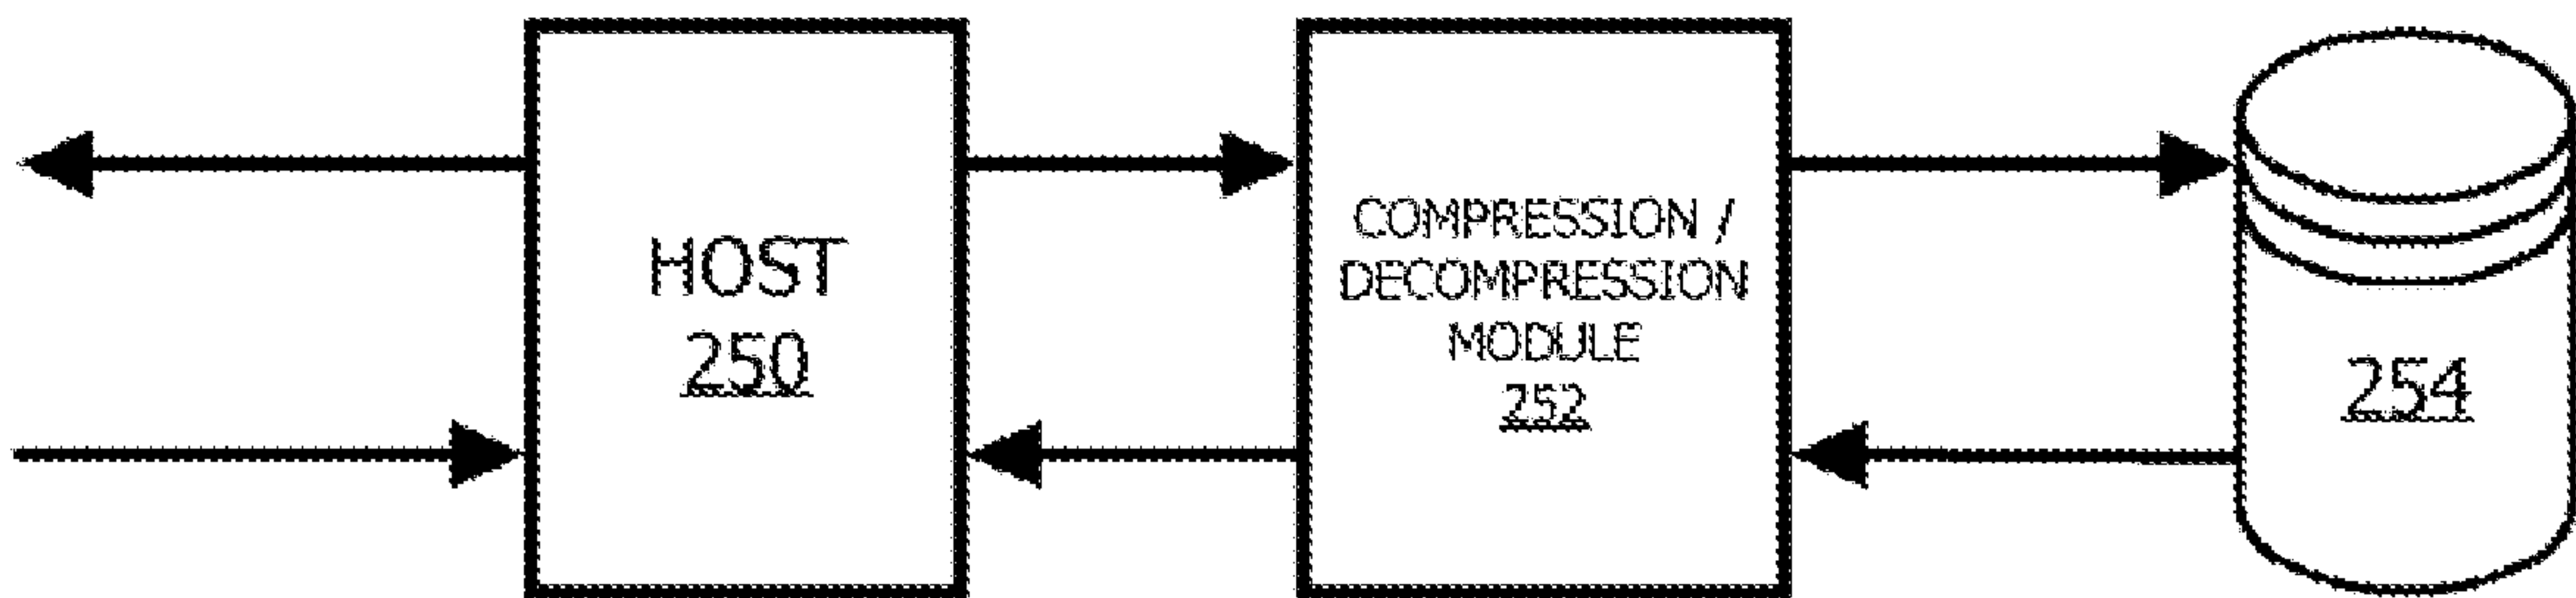 HOST
250
COMPRESSION /
DECOMPRESSION
MODULE
252
254